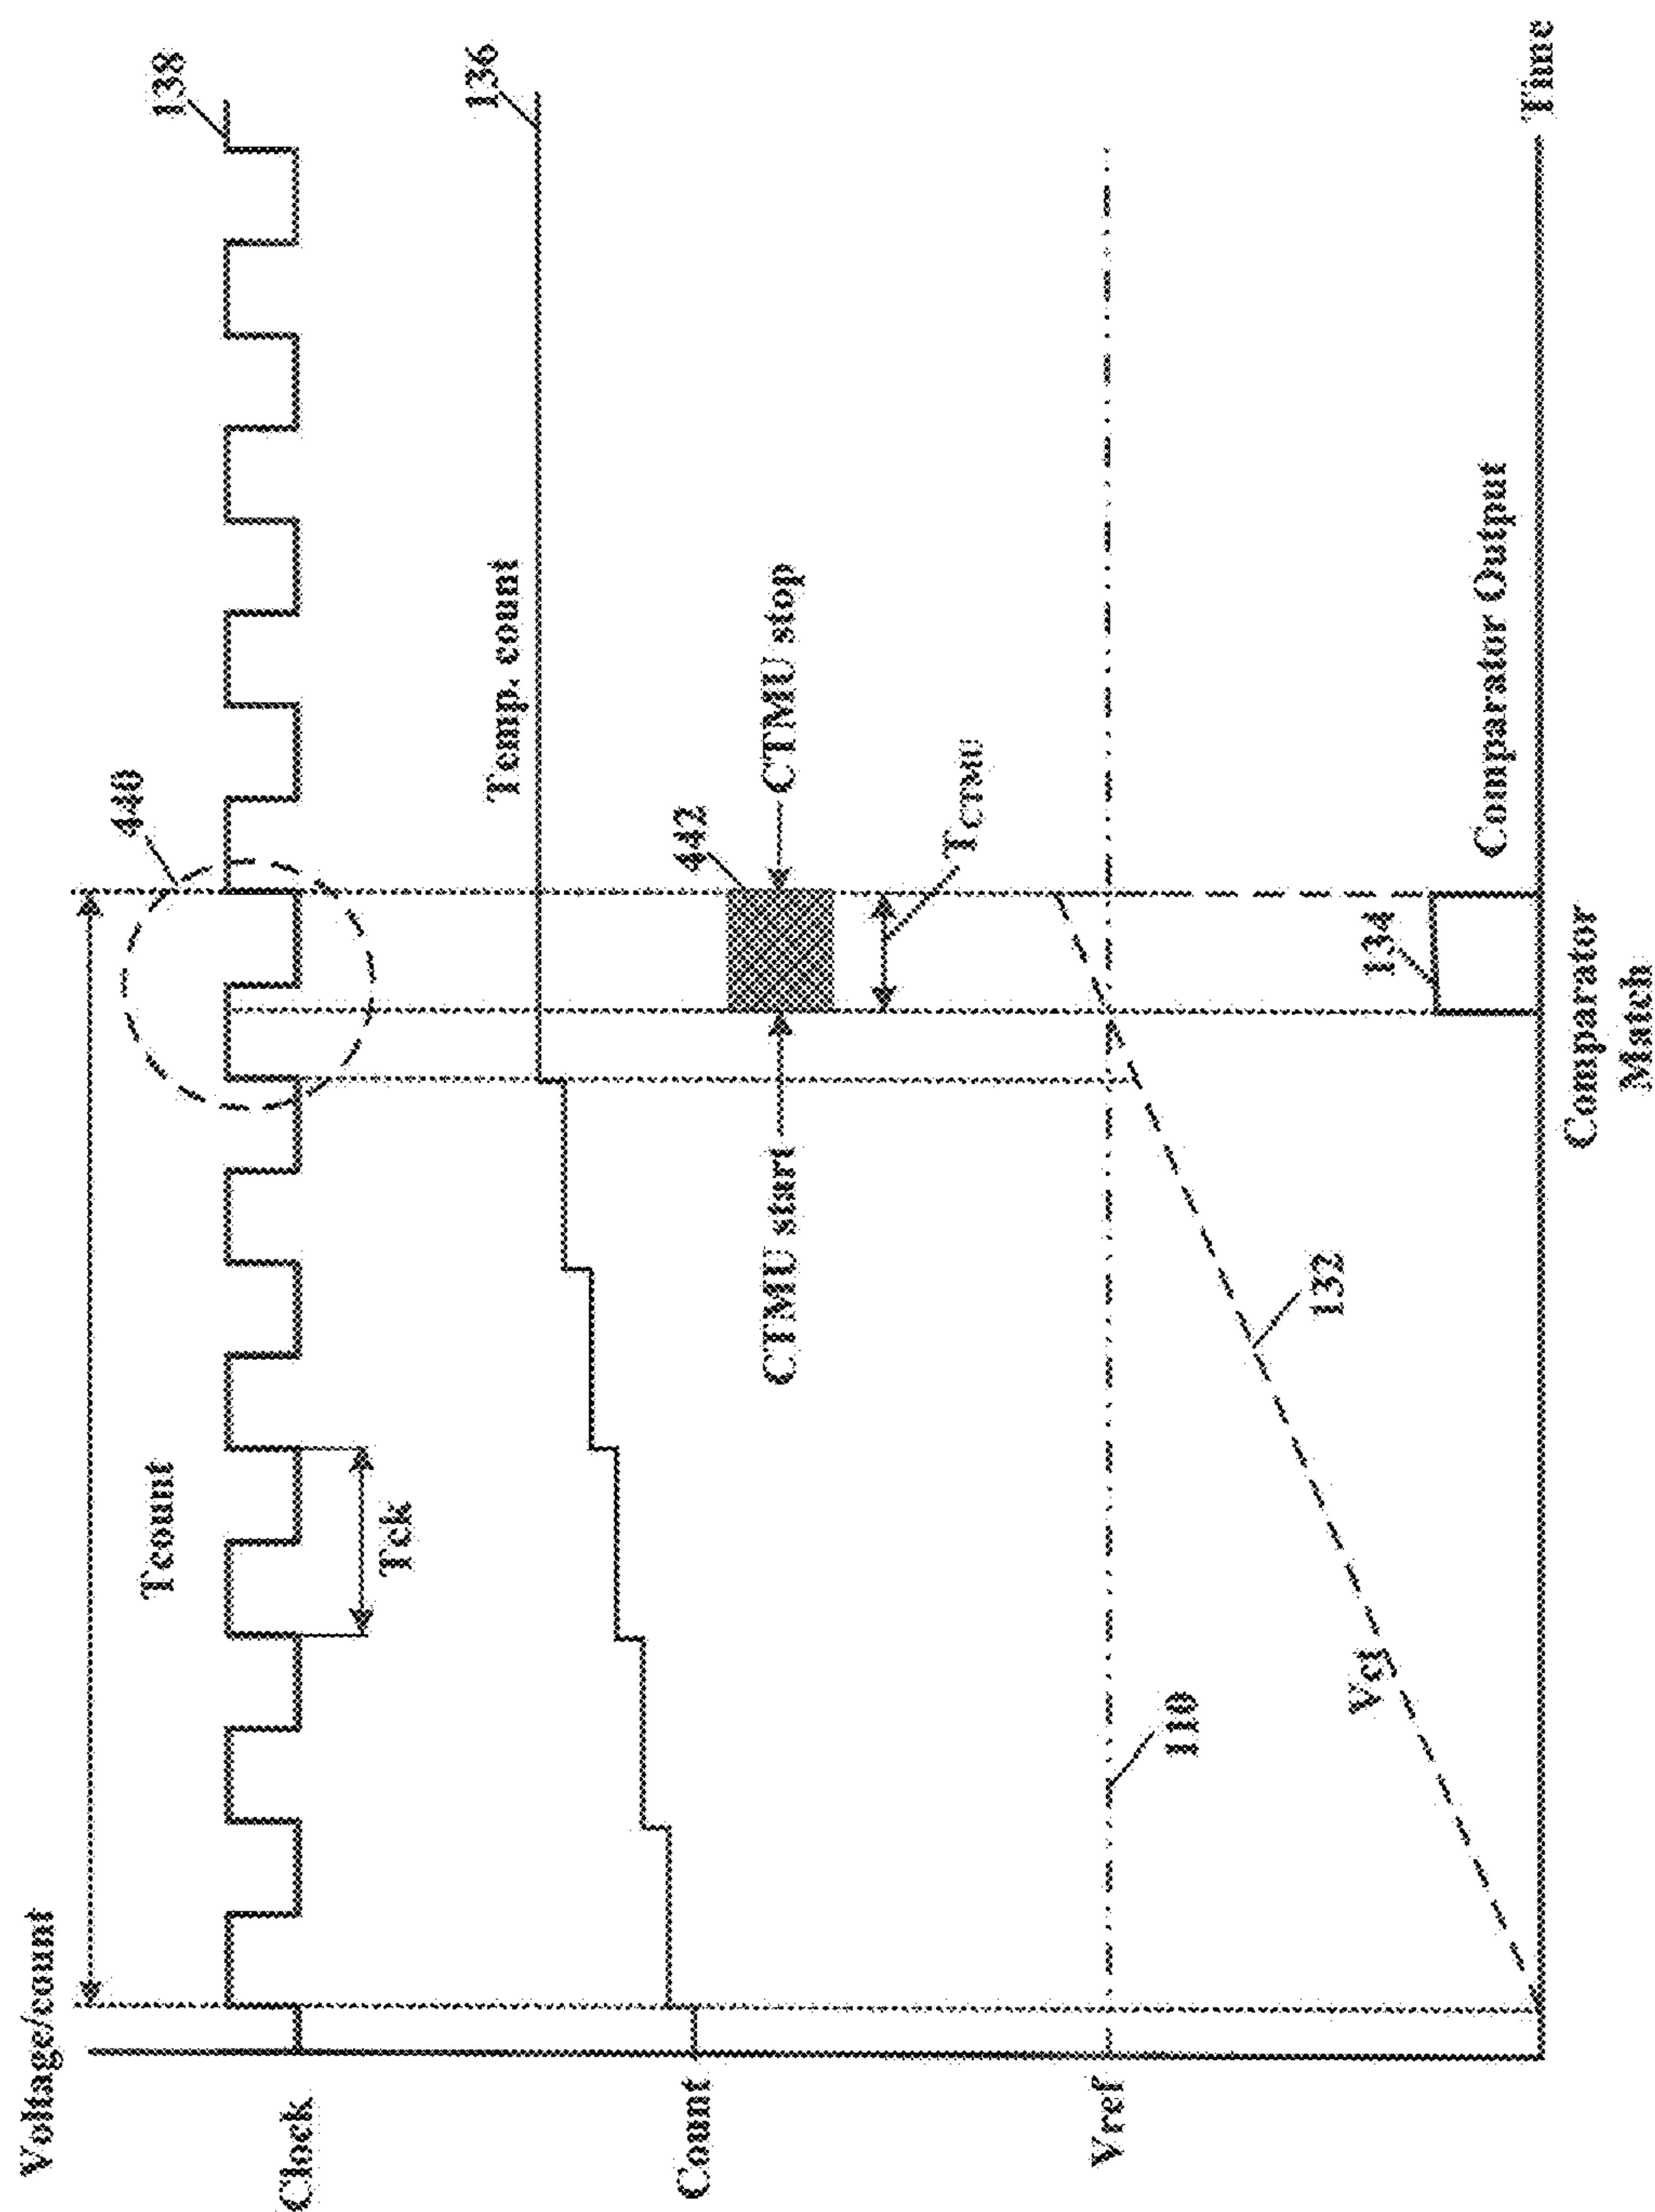 Voltage/count
Tcount
440
138
Clock
Tck
Temp. count
136
Count
CTMU start
442
CTMU stop
TCTMU
Vref
110
Vct
132
134
Comparator Output
Time
Comparator
Match